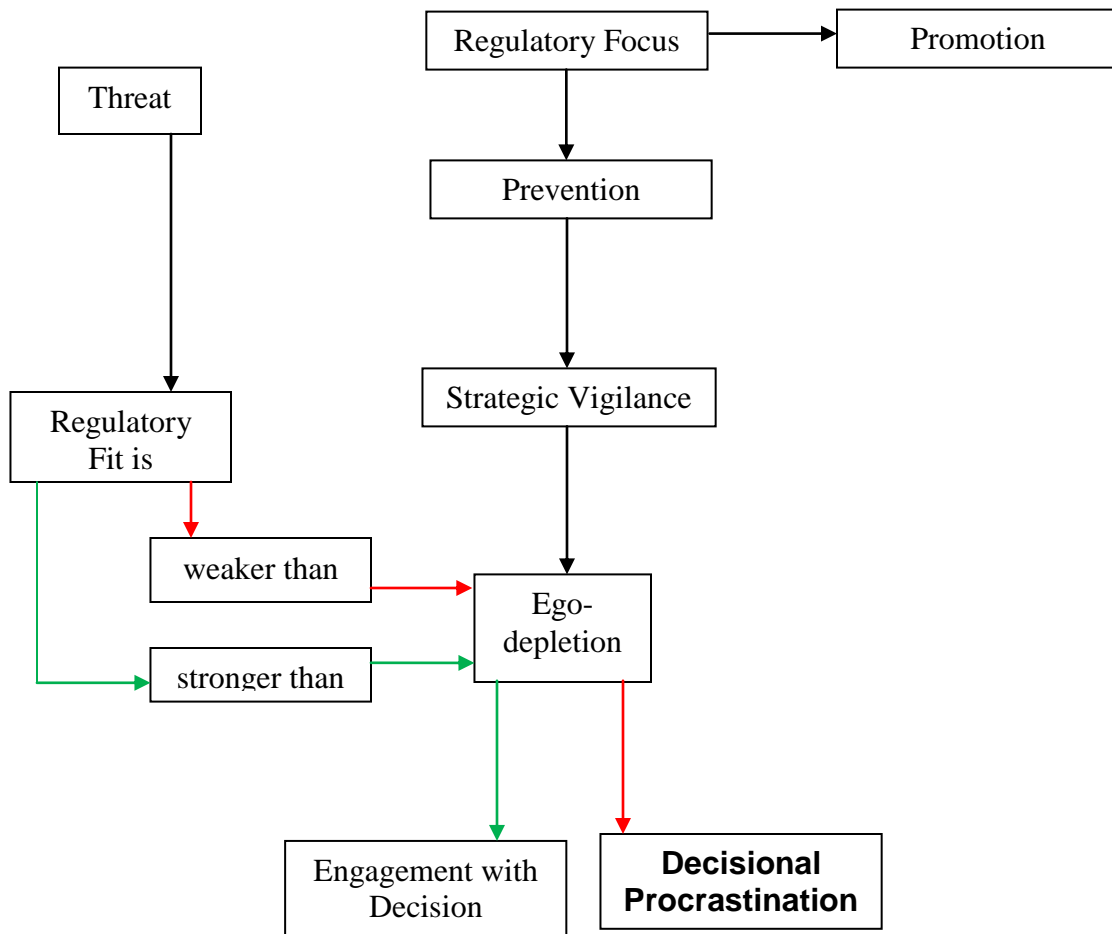 Regulatory Focus
Promotion
Threat
Prevention
Strategic Vigilance
Regulatory
Fit is
weaker than
Ego-
depletion
stronger than
Engagement with
Decision
Decisional
Procrastination